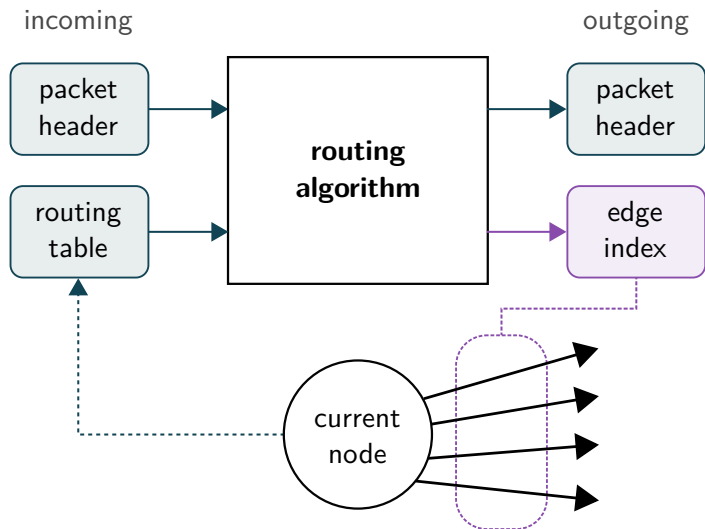 incoming
outgoing
packet
header
routing
algorithm
packet
header
routing
table
edge
index
current
node